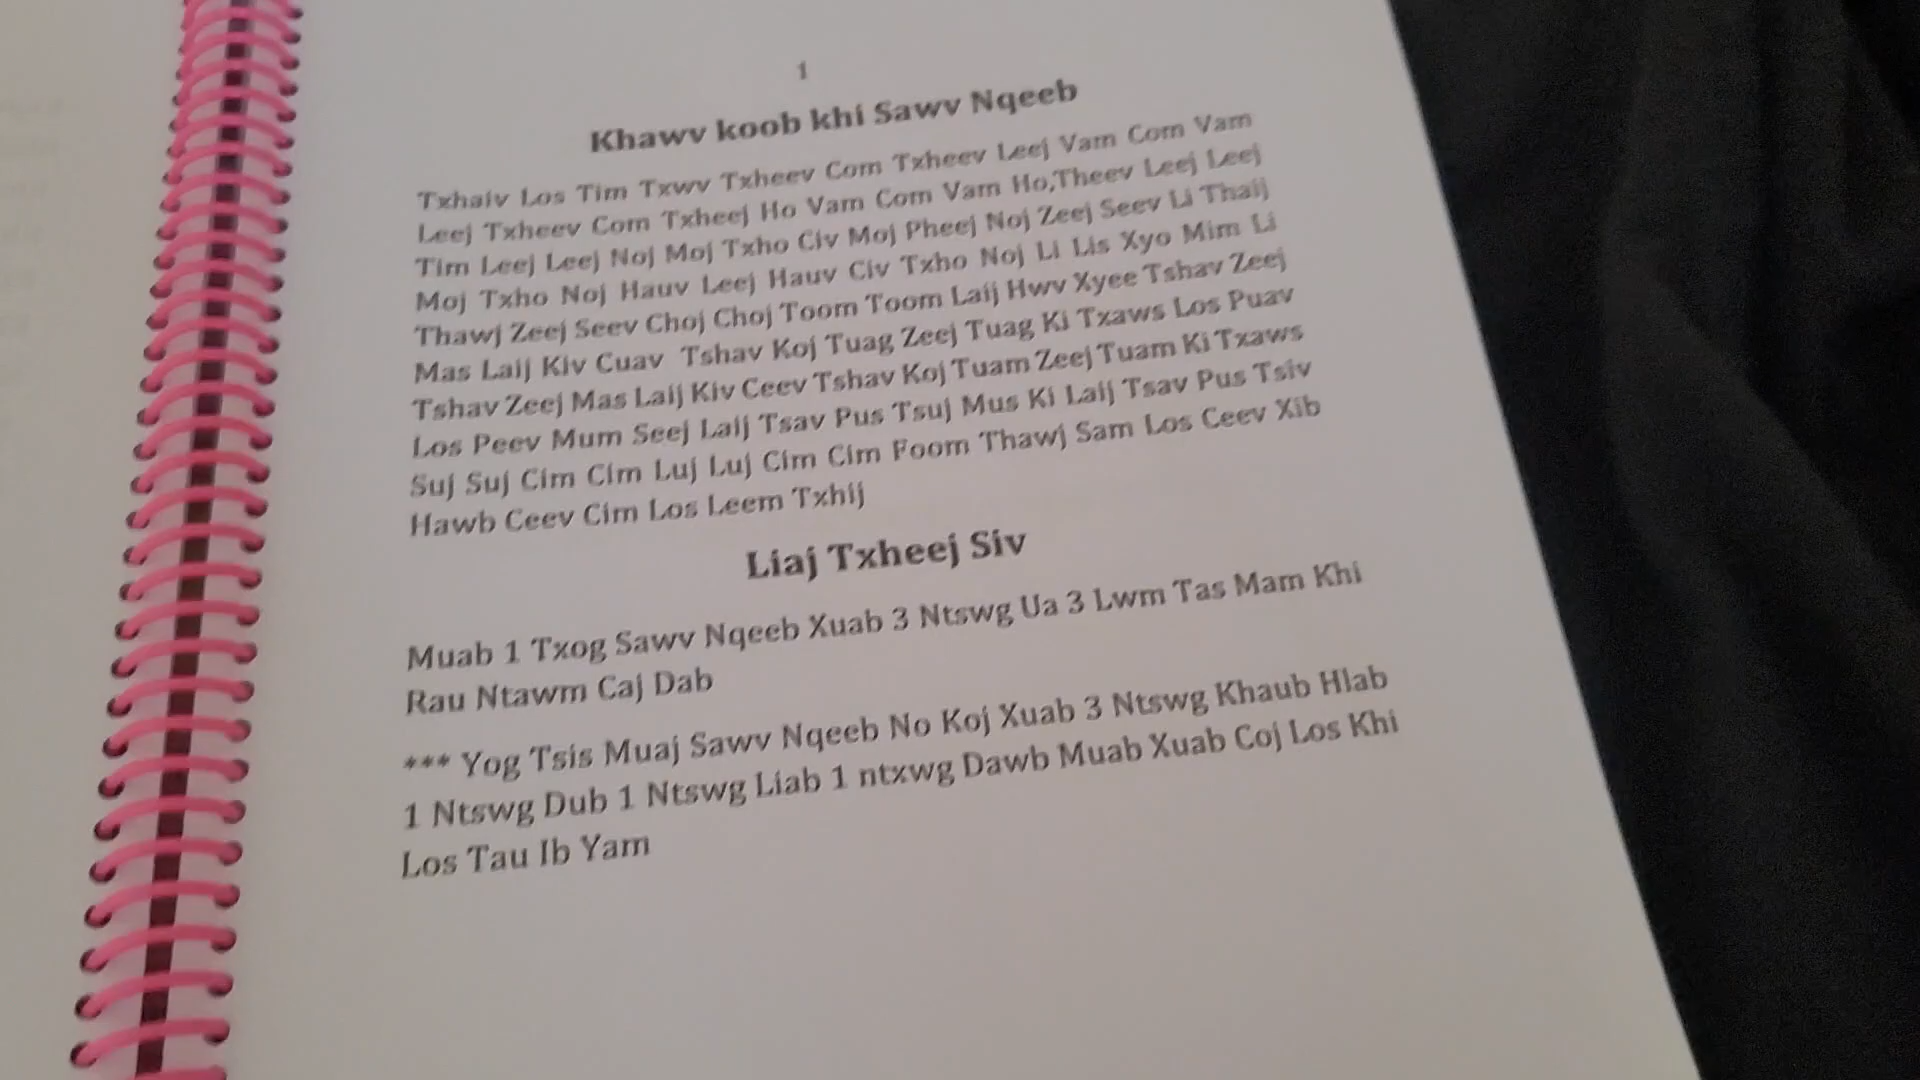 1
Khawv koob khi Sawv Nqeeb
Txhaiv Los Tim Txwv Txheev Com Txheev Leej Vam Com Vam
Leej Txheev Com Txheej Ho Vam Com Vam Ho,Theev Leej Leej
Tim Leej Leej Noj Moj Txho Civ Moj Pheej Noj Zeej Seev Li Thaij
Moj Txho Noj Hauv Leej Hauv Civ Txho Noj Li Lis Xyo Mim Li
Thawj Zeej Seev Choj Choj Toom Toom Laij Hwv Xyee Tshav Zeej
Mas Laij Kiv Cuav Tshav Koj Tuag Zeej Tuag Ki Txaws Los Puav
Tshav Zeej Mas Laij Kiv Ceev Tshav Koj Tuam Zeej Tuam Ki Txaws
Los Peev Mum Seej Laij Tsav Pus Tsuj Mus Ki Laij Tsav Pus Tsiv
Suj Suj Cim Cim Luj Luj Cim Cim Foom Thawj Sam Los Ceev Xib
Hawb Ceev Cim Los Leem Txhij
Liaj Txheej Siv
Muab 1 Txog Sawv Nqeeb Xuab 3 Ntswg Ua 3 Lwm Tas Mam Khi
Rau Ntawm Caj Dab
*** Yog Tsis Muaj Sawv Nqeeb No Koj Xuab 3 Ntswg Khaub Hlab
1 Ntswg Dub 1 Ntswg Liab 1 ntxwg Dawb Muab Xuab Coj Los Khi
Los Tau Ib Yam